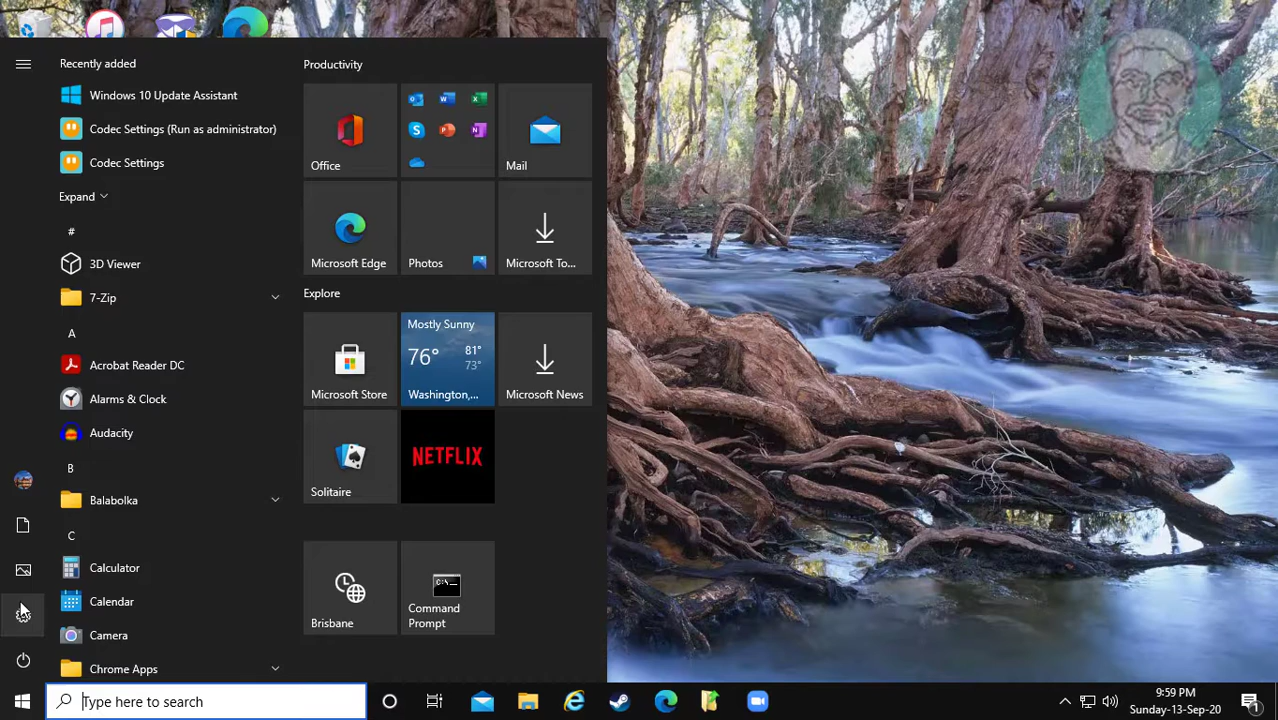 Recently added
Windows 10 Update Assistant
Codec Settings (Run as administrator)
Codec Settings
Expand
#
3D Viewer
7-Zip
A
Acrobat Reader DC
Alarms & Clock
Audacity
B
Balabolka
C
Calculator
Calendar
Camera
Chrome Apps
Productivity
Office
Mail
Microsoft Edge
Photos
Microsoft To...
Explore
Microsoft Store
Mostly Sunny
76°
81°
73°
Washington,...
Microsoft News
Solitaire
NETFLIX
Brisbane
Command
Prompt
Type here to search
9:59 PM
Sunday-13-Sep-20
1